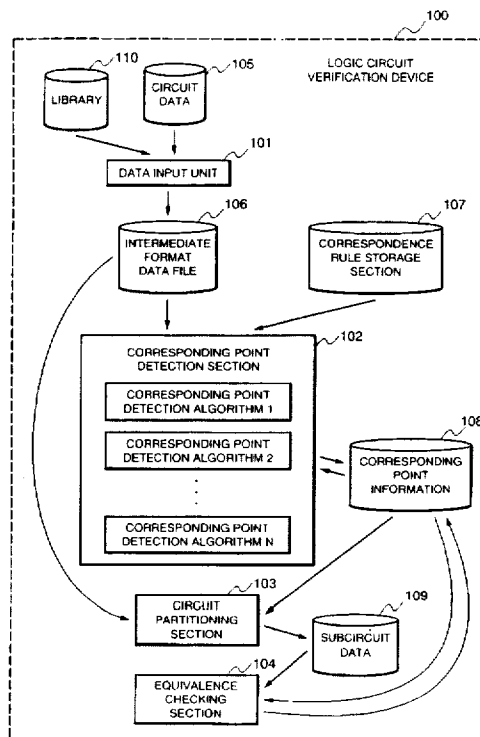 100
LOGIC CIRCUIT
VERIFICATION DEVICE
110
105
LIBRARY
CIRCUIT
DATA
101
DATA INPUT UNIT
106
107
INTERMEDIATE
FORMAT
DATA FILE
CORRESPONDENCE
RULE STORAGE
SECTION
102
CORRESPONDING POINT
DETECTION SECTION
CORRESPONDING POINT
DETECTION ALGORITHM 1
CORRESPONDING POINT
DETECTION ALGORITHM 2
CORRESPONDING POINT
DETECTION ALGORITHM N
108
CORRESPONDING
POINT
INFORMATION
103
CIRCUIT
PARTITIONING
SECTION
109
SUBCIRCUIT
DATA
104
EQUIVALENCE
CHECKING
SECTION